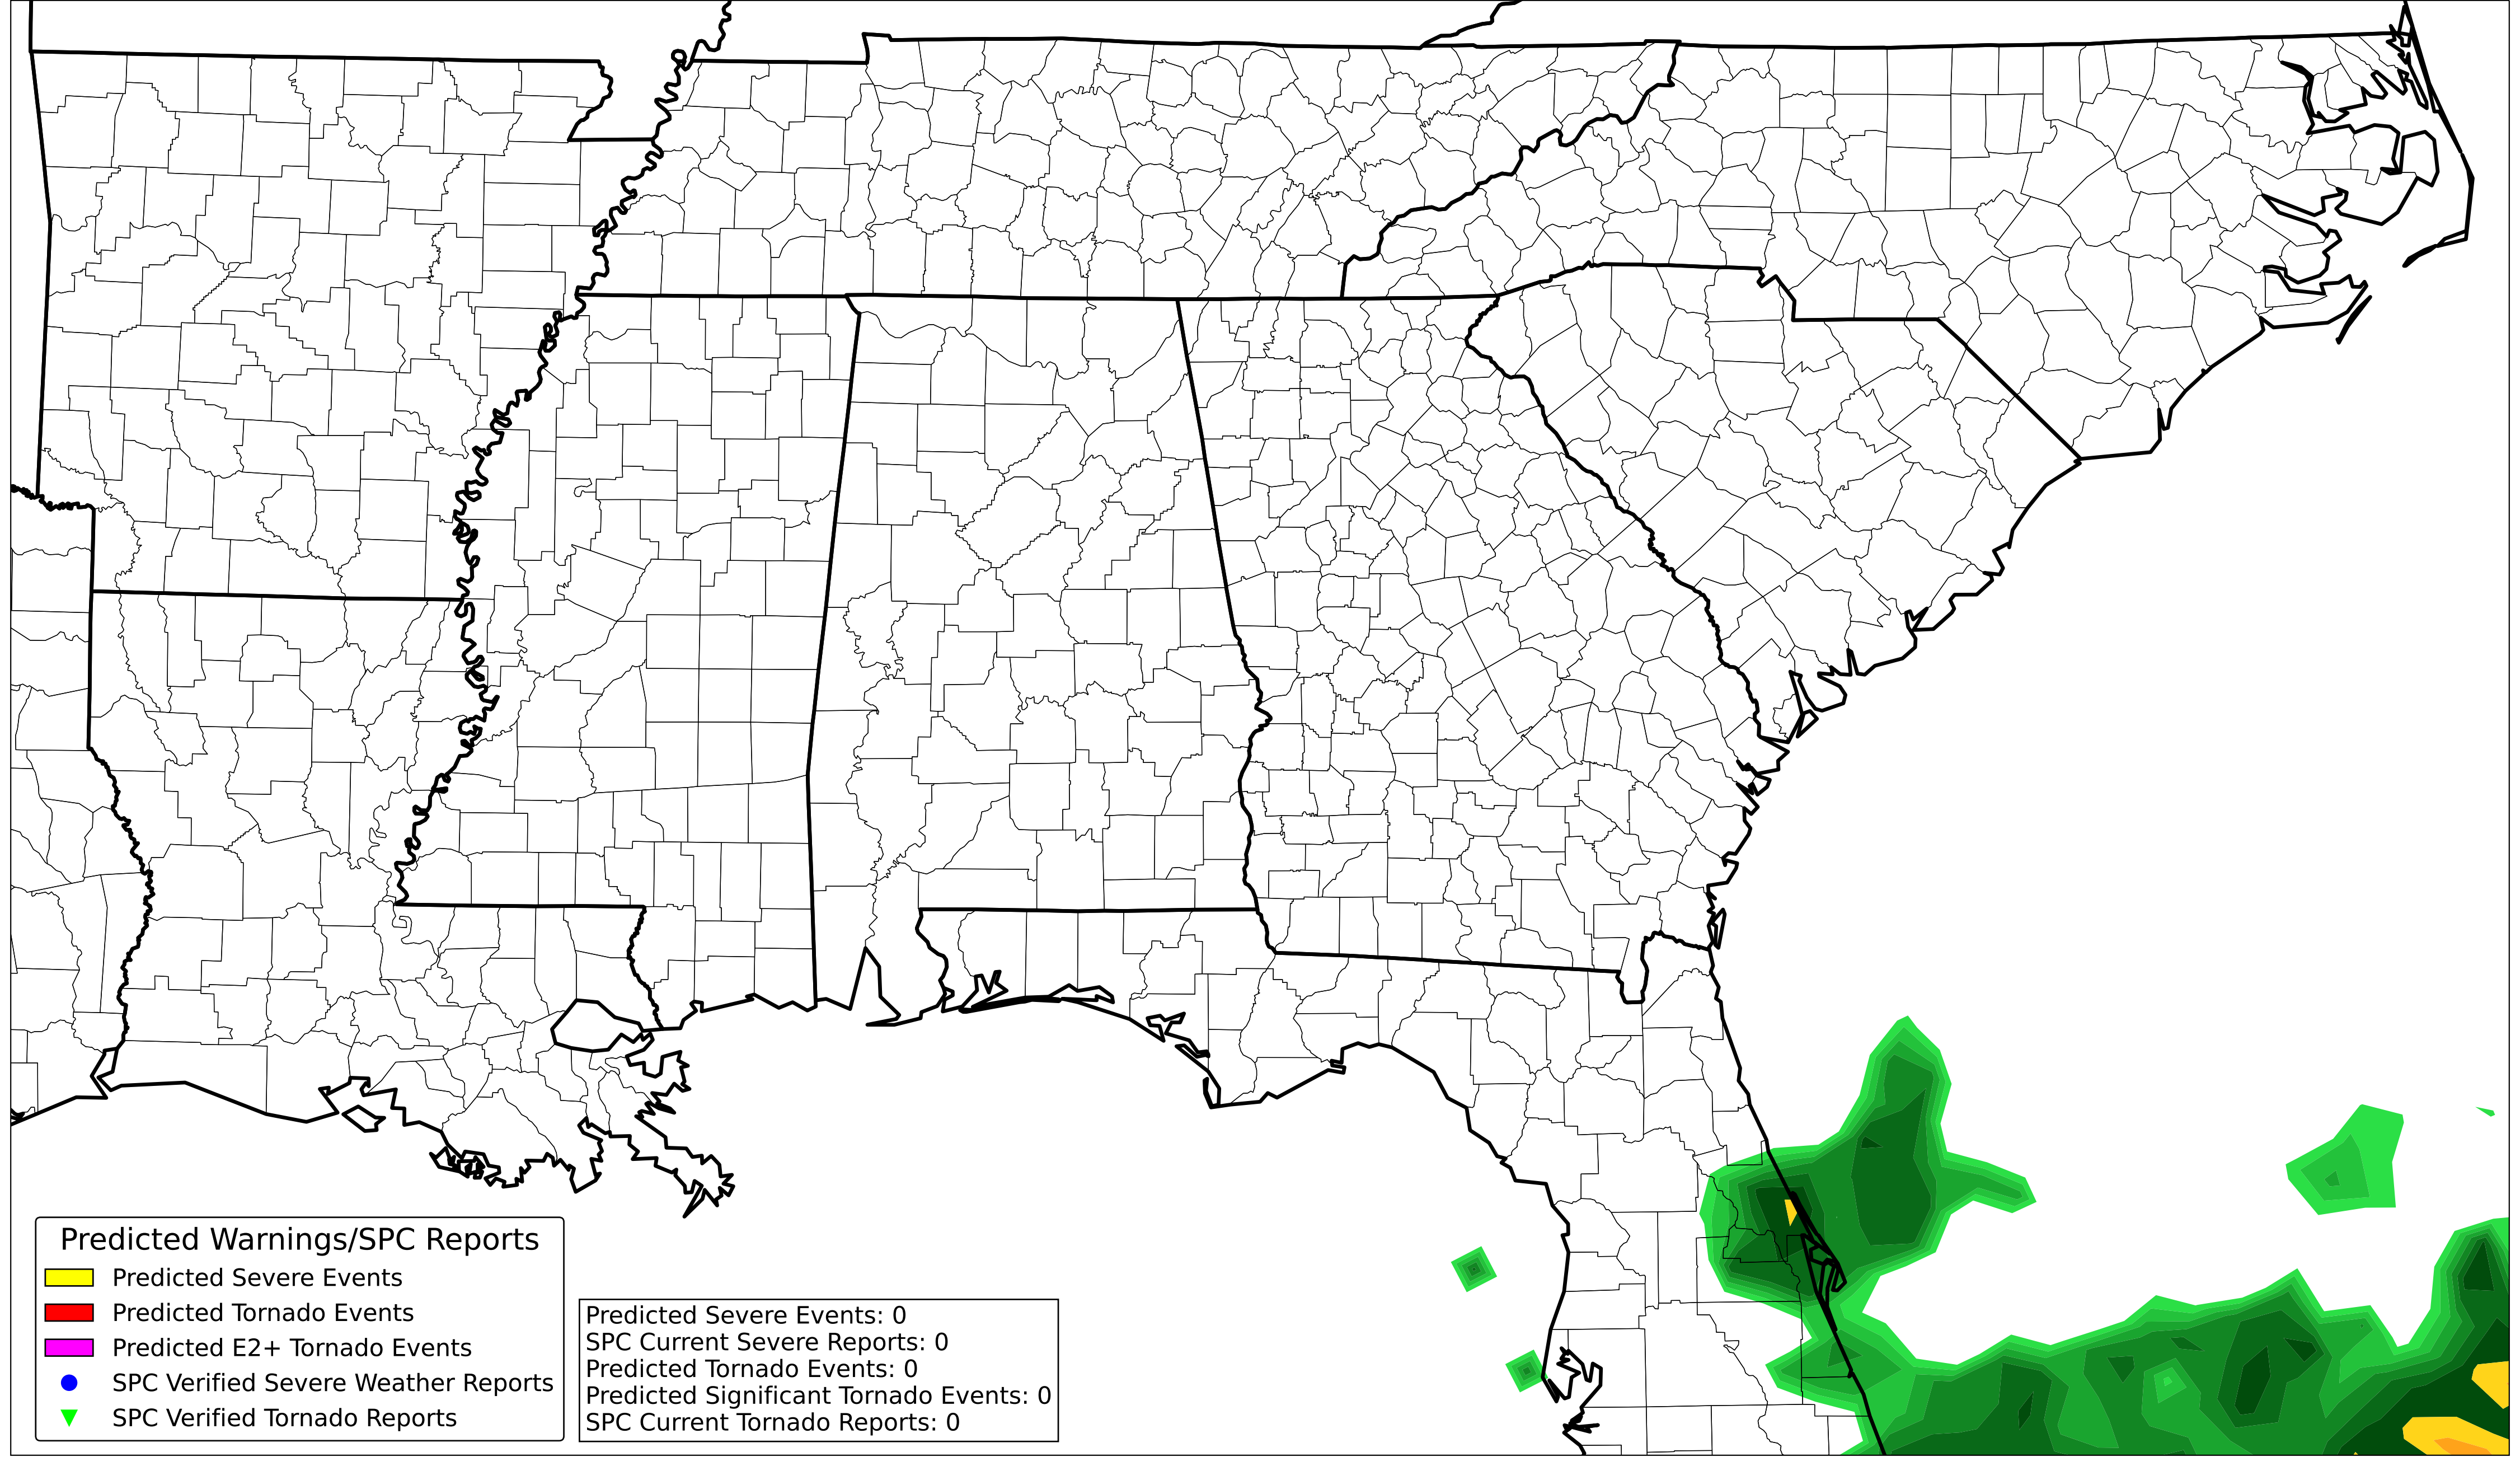 Predicted Warnings/SPC Reports
Predicted Severe Events
Predicted Tornado Events
Predicted E2+ Tornado Events
SPC Verified Severe Weather Reports
SPC Verified Tornado Reports
Predicted Severe Events: 0
SPC Current Severe Reports: 0
Predicted Tornado Events: 0
Predicted Significant Tornado Events: 0
SPC Current Tornado Reports: 0